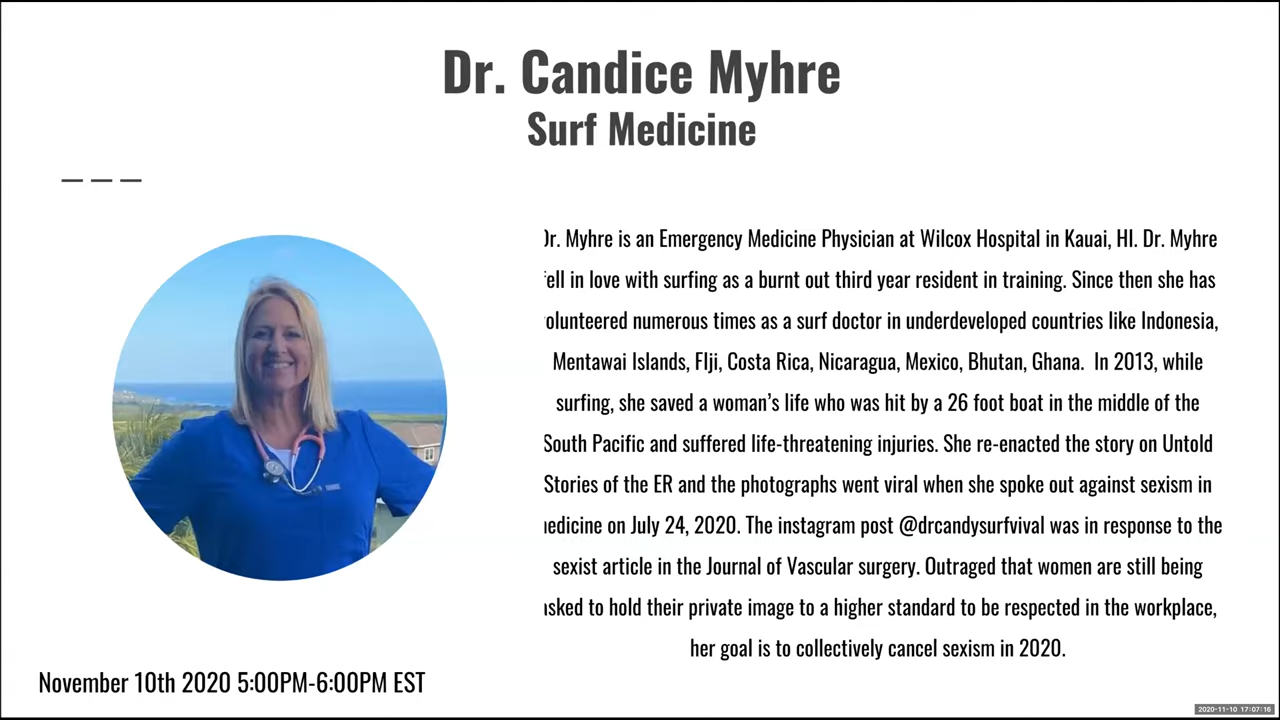 Dr. Candice Myhre
Surf Medicine
Dr. Myhre is an Emergency Medicine Physician at Wilcox Hospital in Kauai, HI. Dr. Myhre
fell in love with surfing as a burnt out third year resident in training. Since then she has
volunteered numerous times as a surf doctor in underdeveloped countries like Indonesia,
Mentawai Islands, FIji, Costa Rica, Nicaragua, Mexico, Bhutan, Ghana. In 2013, while
surfing, she saved a woman's life who was hit by a 26 foot boat in the middle of the
South Pacific and suffered life-threatening injuries. She re-enacted the story on Untold
Stories of the ER and the photographs went viral when she spoke out against sexism in
medicine on July 24, 2020. The instagram post @drcandysurfvival was in response to the
sexist article in the Journal of Vascular surgery. Outraged that women are still being
asked to hold their private image to a higher standard to be respected in the workplace,
her goal is to collectively cancel sexism in 2020.
November 10th 2020 5:00PM-6:00PM EST
2020-11-10 17:07:16